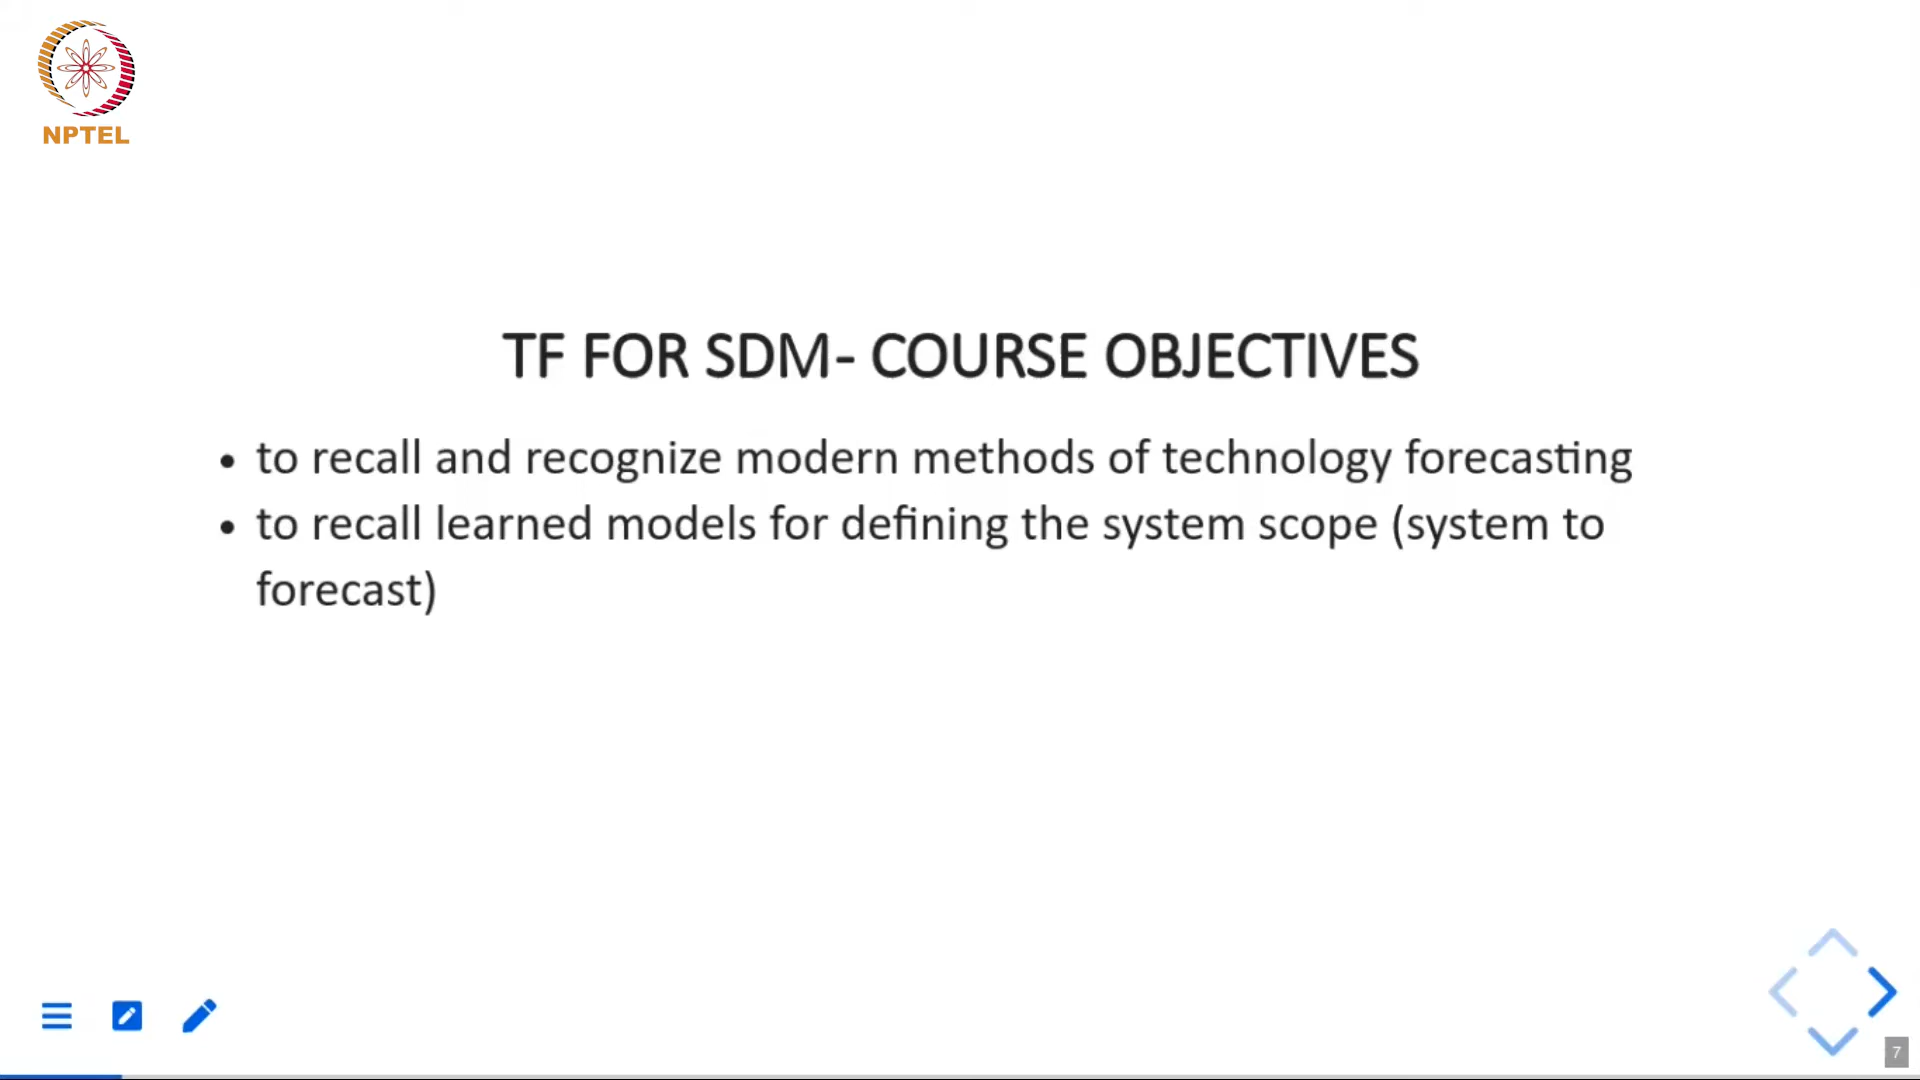 NPTEL
TF FOR SDM- COURSE OBJECTIVES
• to recall and recognize modern methods of technology forecasting
• to recall learned models for defining the system scope (system to
forecast)
7